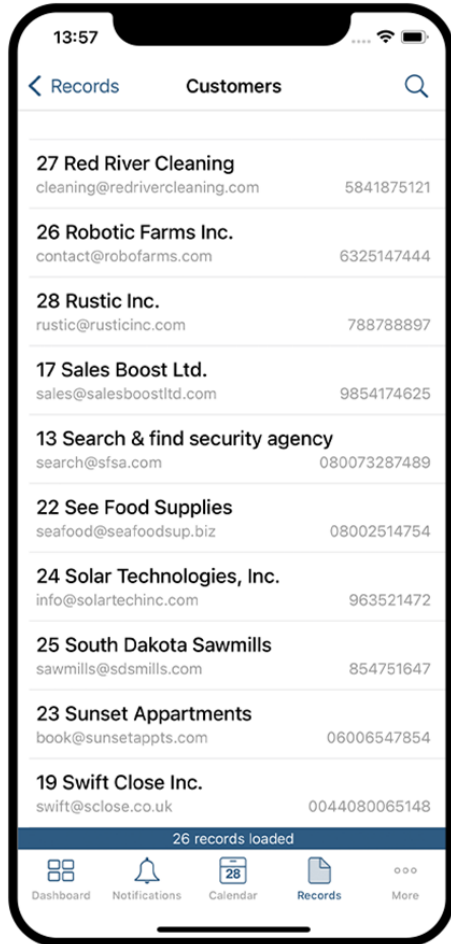 13:57
Records Customers
27 Red River Cleaning
cleaning@redrivercleaning.com 5841875121
26 Robotic Farms Inc.
contact@robofarms.com 6325147444
28 Rustic Inc.
rustic@rusticinc.com 788788897
17 Sales Boost Ltd.
sales@salesboostltd.com 9854174625
13 Search & find security agency
search@sfsa.com 080073287489
22 See Food Supplies
seafood@seafoodsup.biz 08002514754
24 Solar Technologies, Inc.
info@solartechinc.com 963521472
25 South Dakota Sawmills
sawmills@sdsmills.com 854751647
23 Sunset Appartments
book@sunsetappts.com 06006547854
19 Swift Close Inc.
swift@sclose.co.uk 0044080065148
26 records loaded
28
Dashboard Notifications Calendar Records More